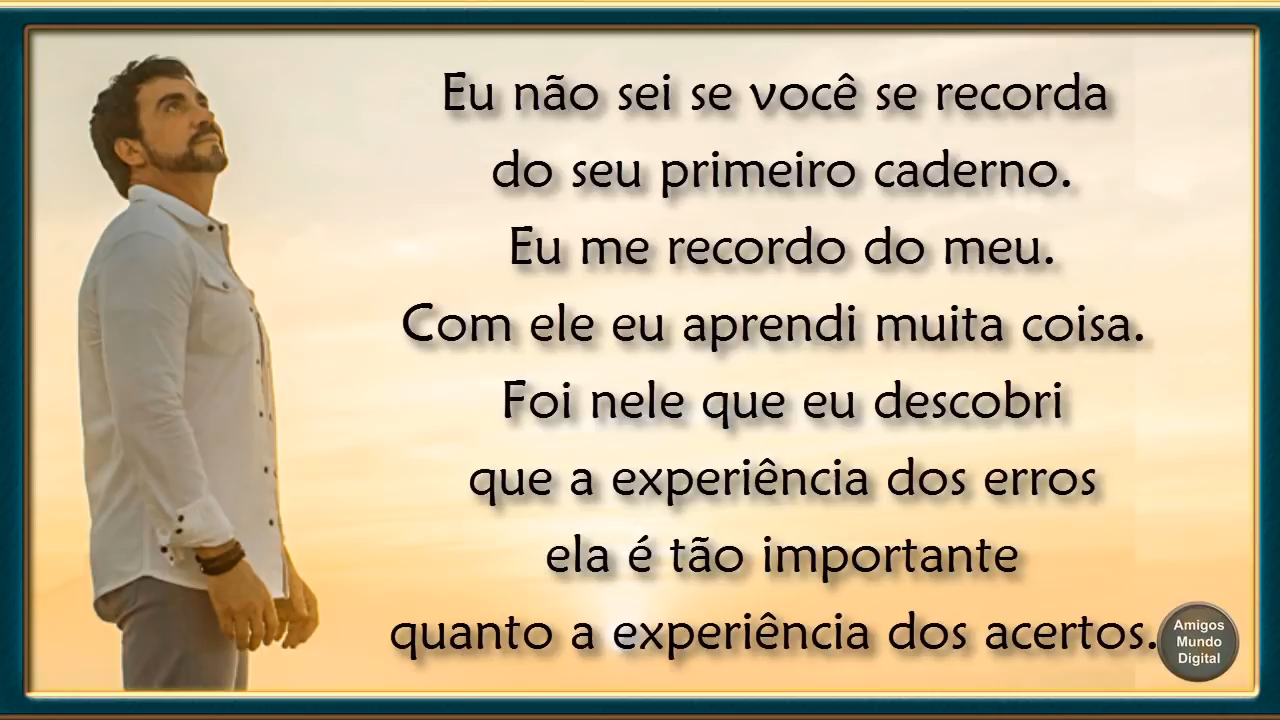 Eu não sei se você se recorda
do seu primeiro caderno.
Eu me recordo do meu.
Com ele eu aprendi muita coisa.
Foi nele que eu descobri
que a experiência dos erros
ela é tão importante
quanto a experiência dos acertos.
Amigos
Mundo
Digital